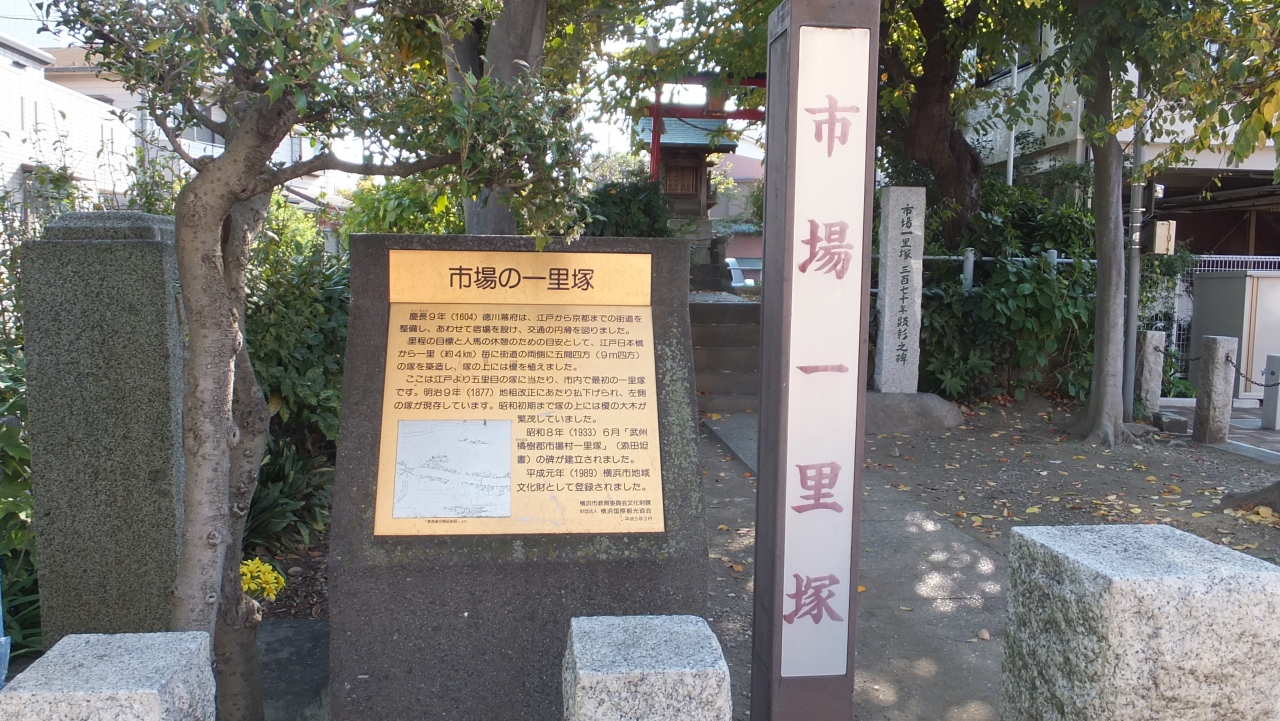 市場の一里塚
慶長９年（1604）徳川幕府は、江戸から京都までの街道を
整備し、あわせて宿場を設け、交通の円滑を図りました。
里程の目標と人馬の休憩のための目安として、江戸日本橋
から一里（約４km）毎に街道の両側に五間四方（９m四方）
の塚を築造し、塚の上には榎を植えました。
ここは江戸より五里目の塚に当たり、市内で最初の一里塚
です。明治９年（1877）地租改正にあたり払下げられ、左側
の塚が現存しています。昭和初期まで塚の上には榎の大木が
繁茂していました。
昭和８年（1933）６月「武州
橘樹郡市場村一里塚」（添田坦
書）の碑が建立されました。
平成元年（1989）横浜市地域
文化財として登録されました。
横浜市教育委員会文化財課
財団法人 横浜国際観光協会
平成５年３月
市場一里塚
市場一里塚 三百七十年顕彰之碑